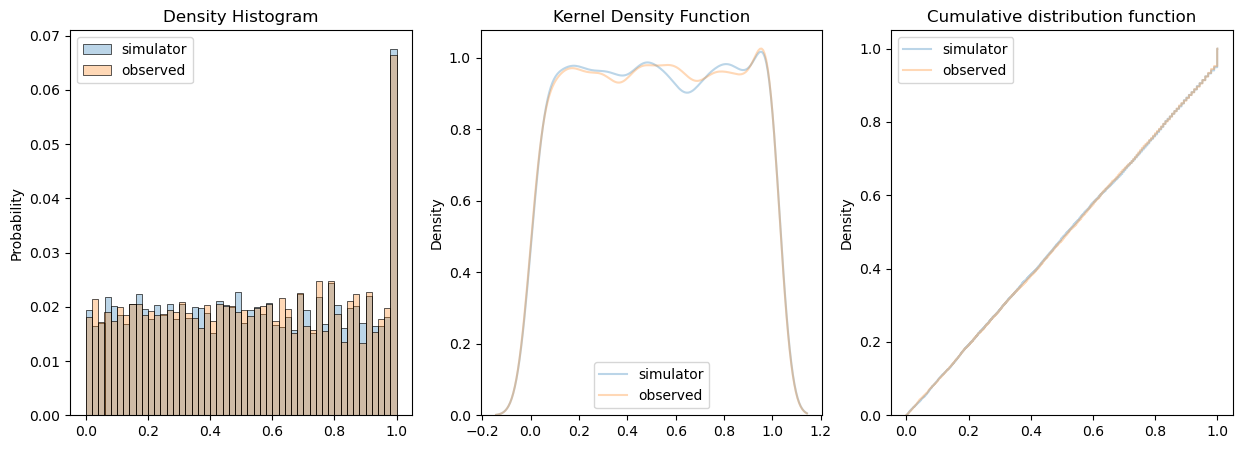 Density Histogram
simulator
observed
Probability
0.07
0.06
0.05
0.04
0.03
0.02
0.01
0.00
0.0 0.2 0.4 0.6 0.8 1.0
Kernel Density Function
Density
1.0
0.8
0.6
0.4
0.2
0.0
simulator
observed
−0.2 0.0 0.2 0.4 0.6 0.8 1.0 1.2
Cumulative distribution function
simulator
observed
Density
1.0
0.8
0.6
0.4
0.2
0.0
0.0 0.2 0.4 0.6 0.8 1.0